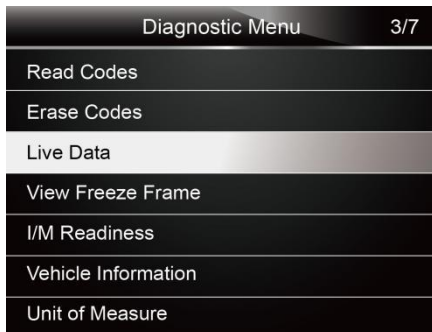 Diagnostic Menu 3/7
Read Codes
Erase Codes
Live Data
View Freeze Frame
I/M Readiness
Vehicle Information
Unit of Measure